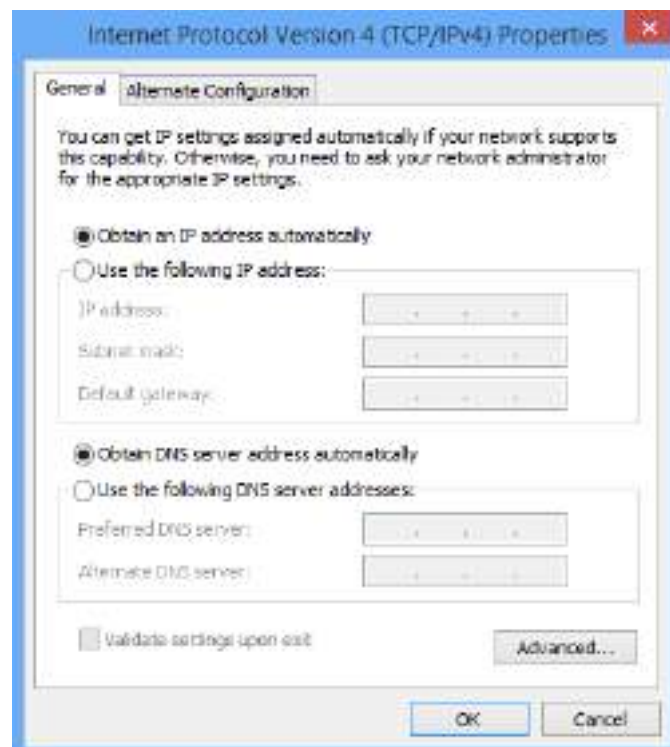 Internet Protocol Version 4 (TCP/IPv4) Properties
General
Alternate Configuration
You can get IP settings assigned automatically if your network supports
this capability. Otherwise, you need to ask your network administrator
for the appropriate IP settings.
Obtain an IP address automatically
Use the following IP address:
IP address:
Subnet mask:
Default gateway:
Obtain DNS server address automatically
Use the following DNS server addresses:
Preferred DNS server:
Alternate DNS server:
Validate settings upon exit
Advanced...
OK
Cancel